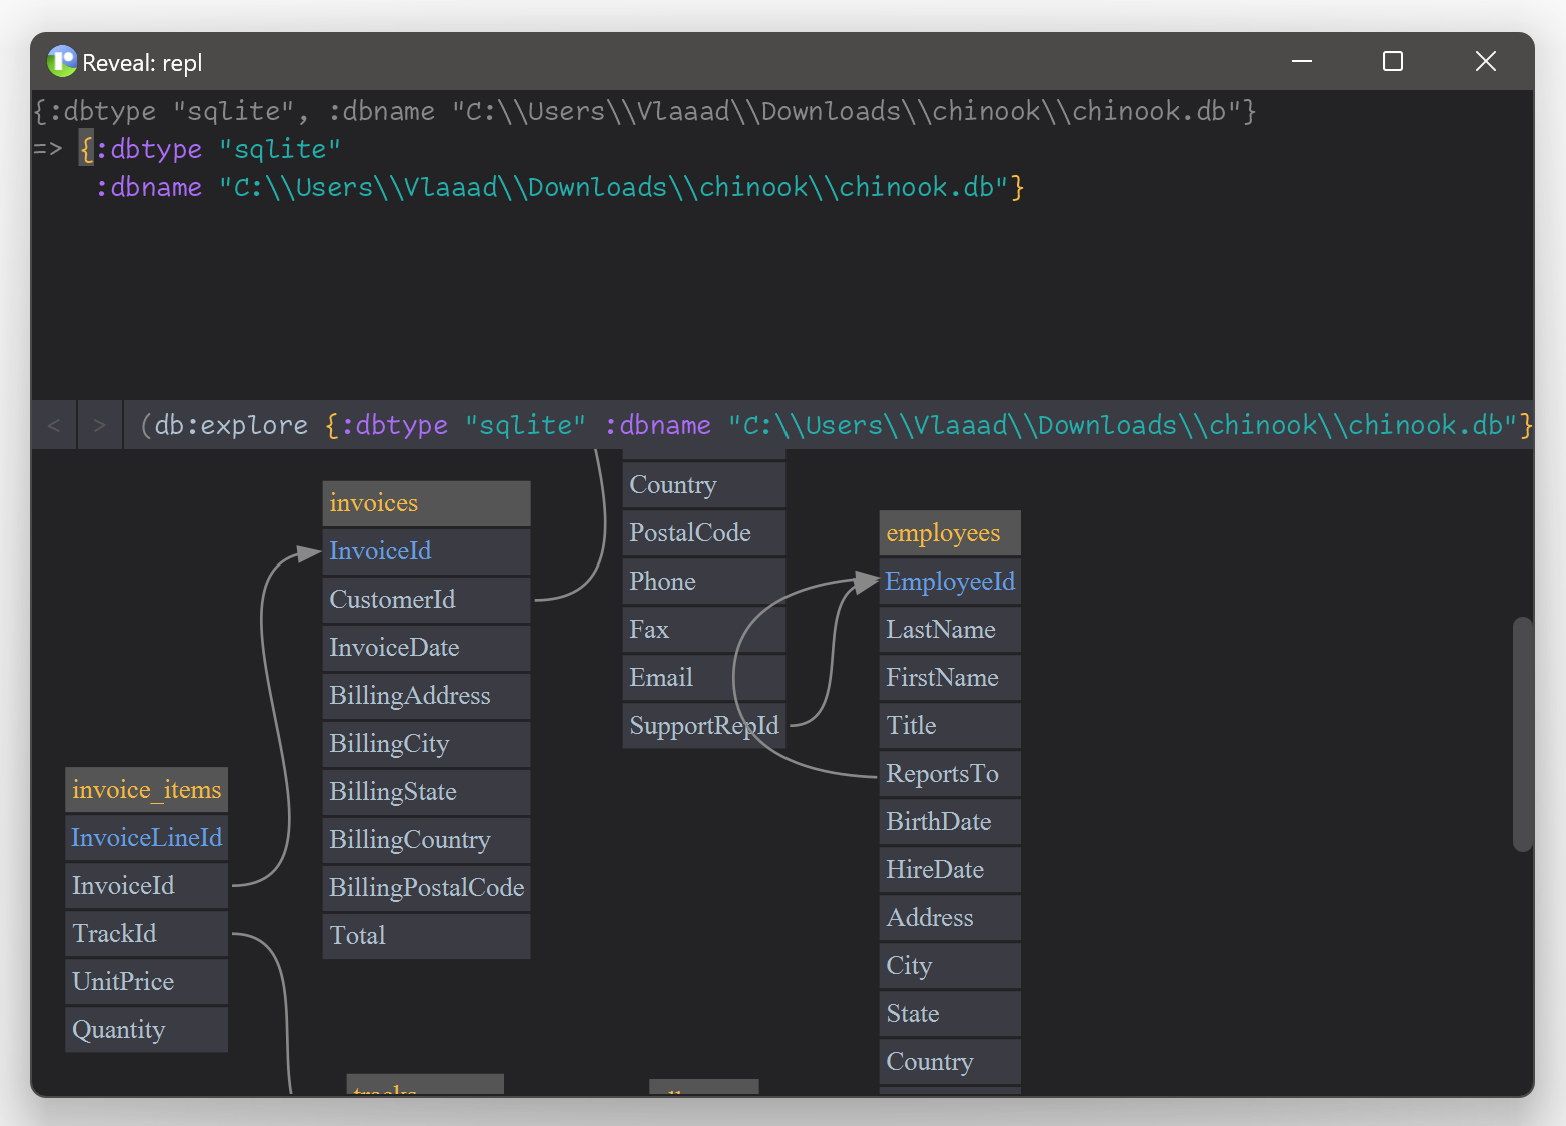 Reveal: repl
{:dbtype "sqlite", :dbname "C:\\Users\\Vlaaad\\Downloads\\chinook\\chinook.db"}
=> {:dbtype "sqlite"
:dbname "C:\\Users\\Vlaaad\\Downloads\\chinook\\chinook.db"}
< > (db:explore {:dbtype "sqlite" :dbname "C:\\Users\\Vlaaad\\Downloads\\chinook\\chinook.db"}
invoice_items
InvoiceLineId
InvoiceId
TrackId
UnitPrice
Quantity
invoices
InvoiceId
CustomerId
InvoiceDate
BillingAddress
BillingCity
BillingState
BillingCountry
BillingPostalCode
Total
Country
PostalCode
Phone
Fax
Email
SupportRepId
employees
EmployeeId
LastName
FirstName
Title
ReportsTo
BirthDate
HireDate
Address
City
State
Country
tracks